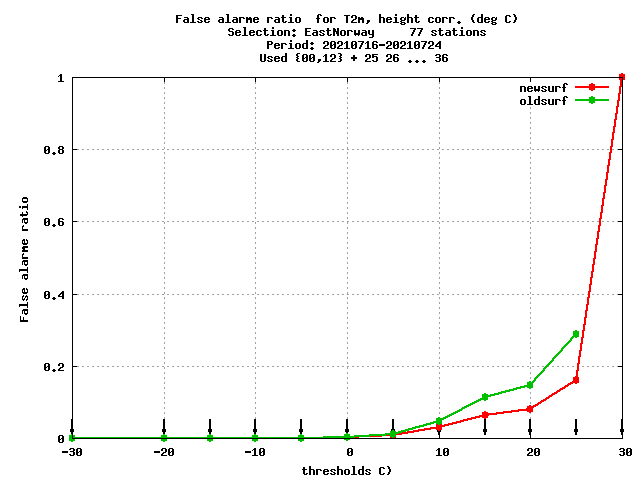 False alarme ratio  for T2m, height corr. (deg C)
Selection: EastNorway     77 stations
Period: 20210716-20210724
Used {00,12} + 25 26 ... 36
newsurf
oldsurf
1
0.8
0.6
0.4
0.2
0
False alarme ratio
-30 -20 -10 0 10 20 30
thresholds C)